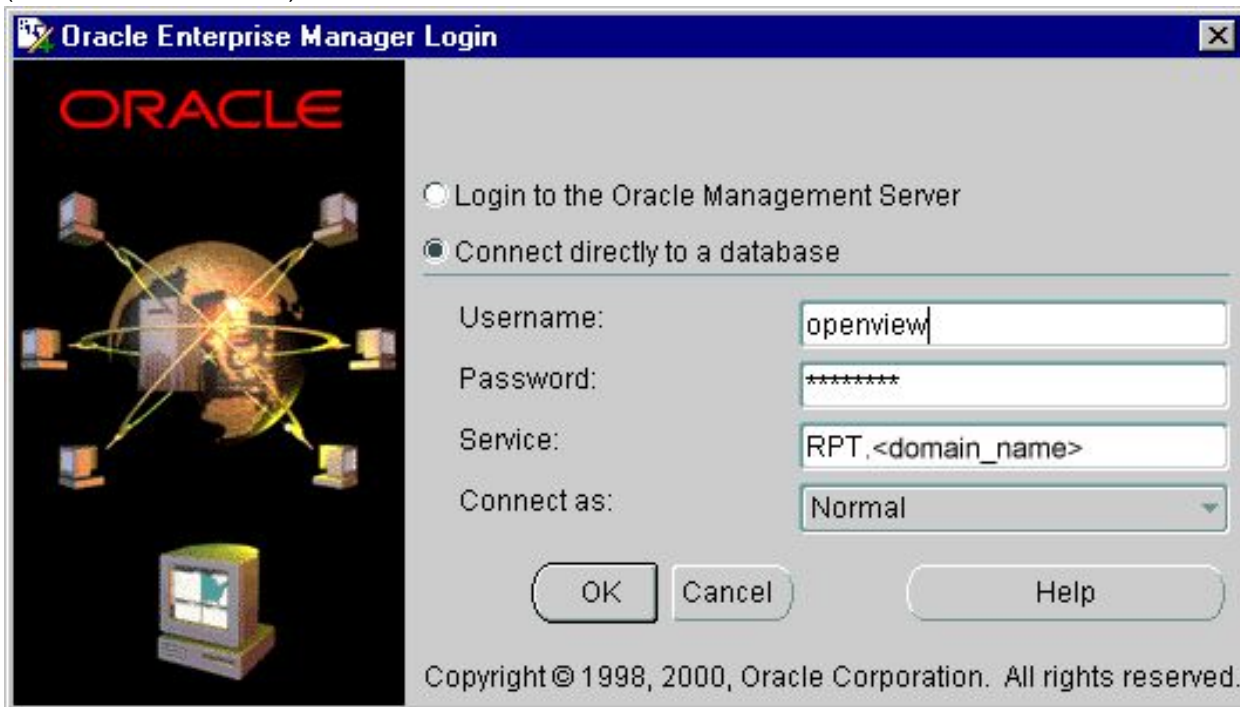 Oracle Enterprise Manager Login
ORACLE
Login to the Oracle Management Server
Connect directly to a database
Username: openview
Password: ********
Service: RPT.<domain_name>
Connect as: Normal
OK Cancel Help
Copyright © 1998, 2000, Oracle Corporation. All rights reserved.